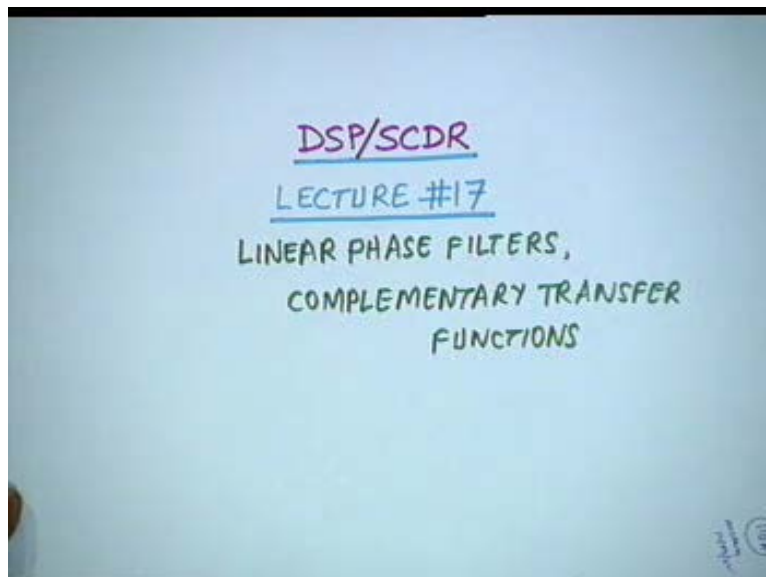 DSP/SCDR
LECTURE #17
LINEAR PHASE FILTERS,
COMPLEMENTARY TRANSFER
FUNCTIONS